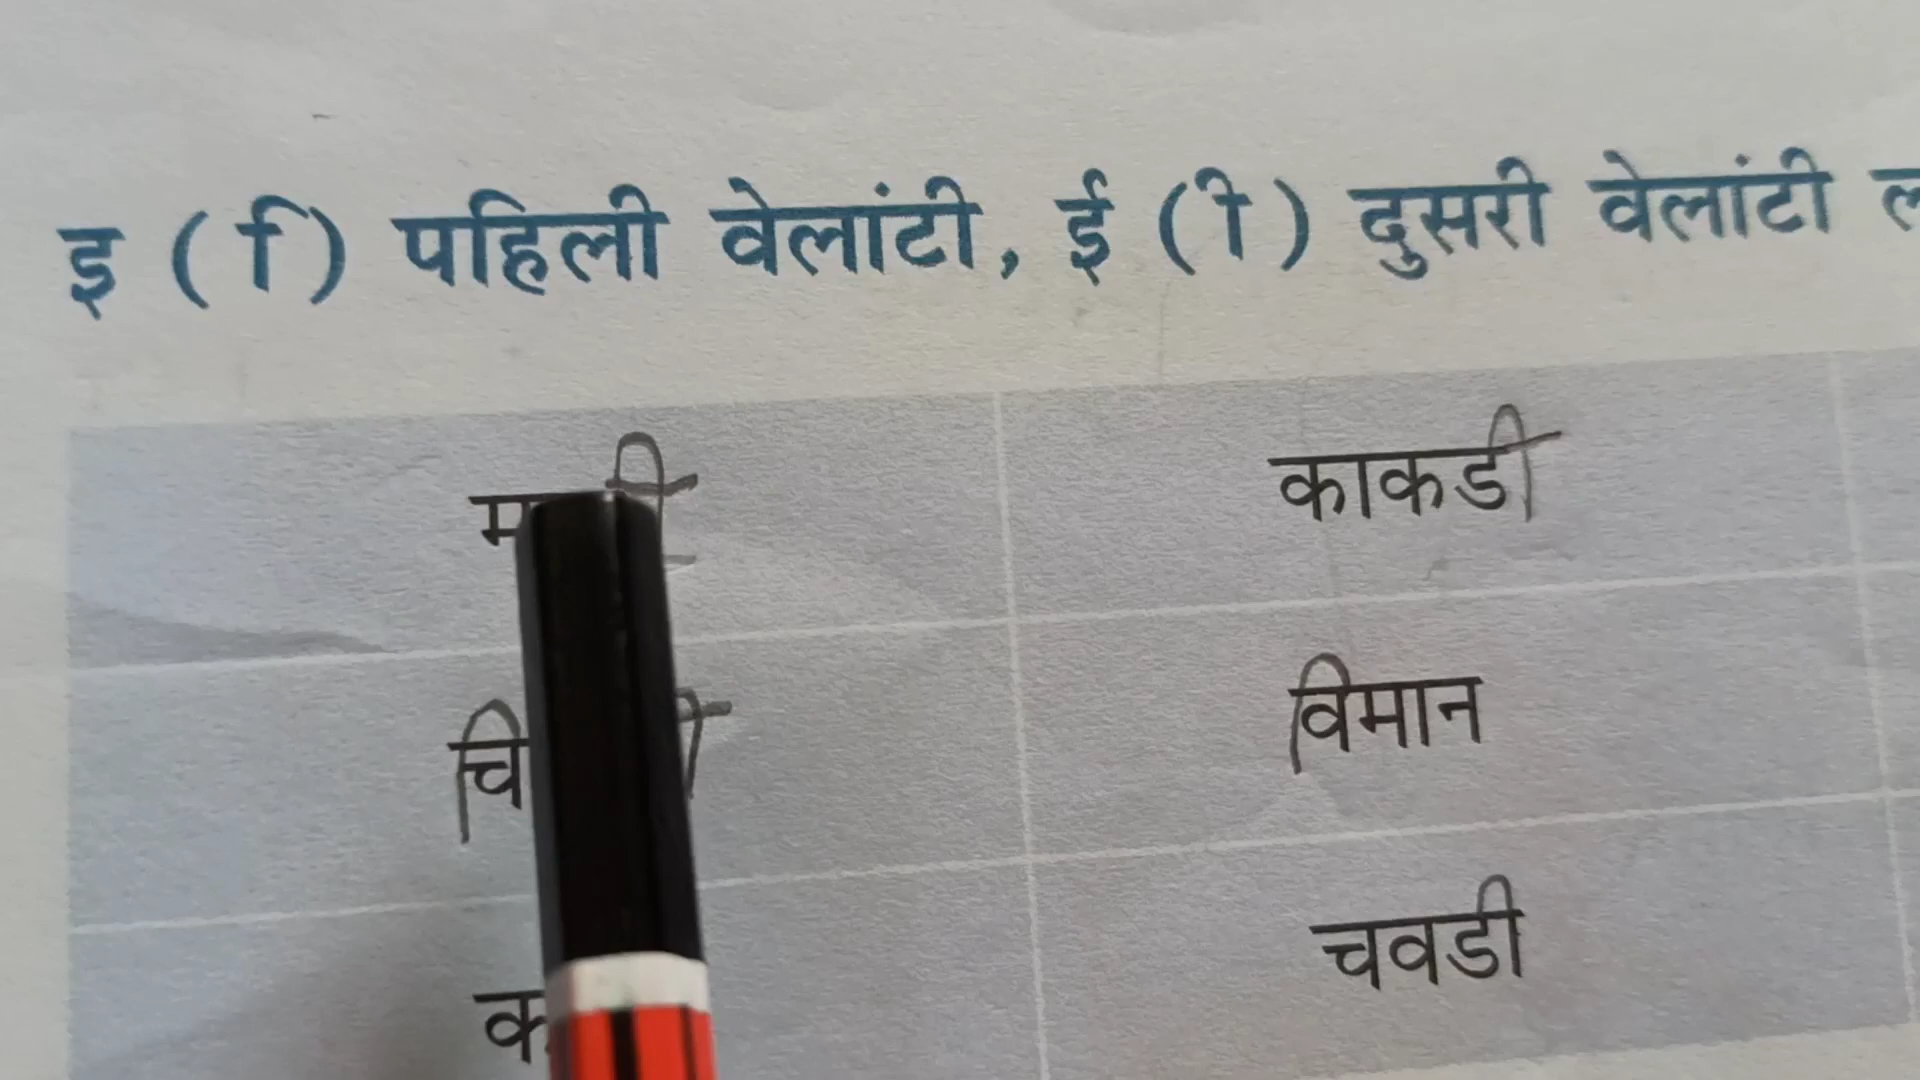 इ ( ि ) पहिली वेलांटी, ई ( ी ) दुसरी वेलांटी
काकडी
विमान
चवडी